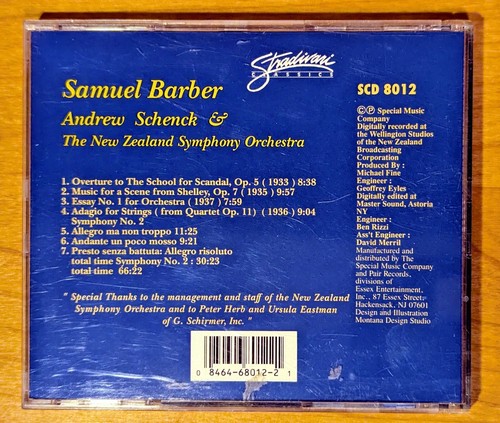 Stradivari
CLASSICS
SCD 8012
Samuel Barber
Andrew Schenck &
The New Zealand Symphony Orchestra
1. Overture to The School for Scandal, Op. 5 ( 1933 ) 8:38
2. Music for a Scene from Shelley, Op. 7 ( 1935 ) 9:57
3. Essay No. 1 for Orchestra ( 1937 ) 7:59
4. Adagio for Strings ( from Quartet Op. 11) (1936 ) 9:04
Symphony No. 2
5. Allegro ma non troppo 11:25
6. Andante un poco mosso 9:21
7. Presto senza battuta: Allegro risoluto
total time Symphony No. 2 : 30:23
total time 66:22
" Special Thanks to the management and staff of the New Zealand
Symphony Orchestra and to Peter Herb and Ursula Eastman
of G. Schirmer, Inc. "
©℗ Special Music
Company
Digitally recorded at
the Wellington Studios
of the New Zealand
Broadcasting
Corporation
Produced By :
Michael Fine
Engineer :
Geoffrey Eyles
Digitally edited at
Master Sound, Astoria
NY
Engineer :
Ben Rizzi
Ass't Engineer :
David Merril
Manufactured and
distributed by The
Special Music Company
and Pair Records,
divisions of
Essex Entertainment,
Inc., 87 Essex Street,
Hackensack, NJ 07601
Design and Illustration
Montana Design Studio
0 8464-68012-2 1